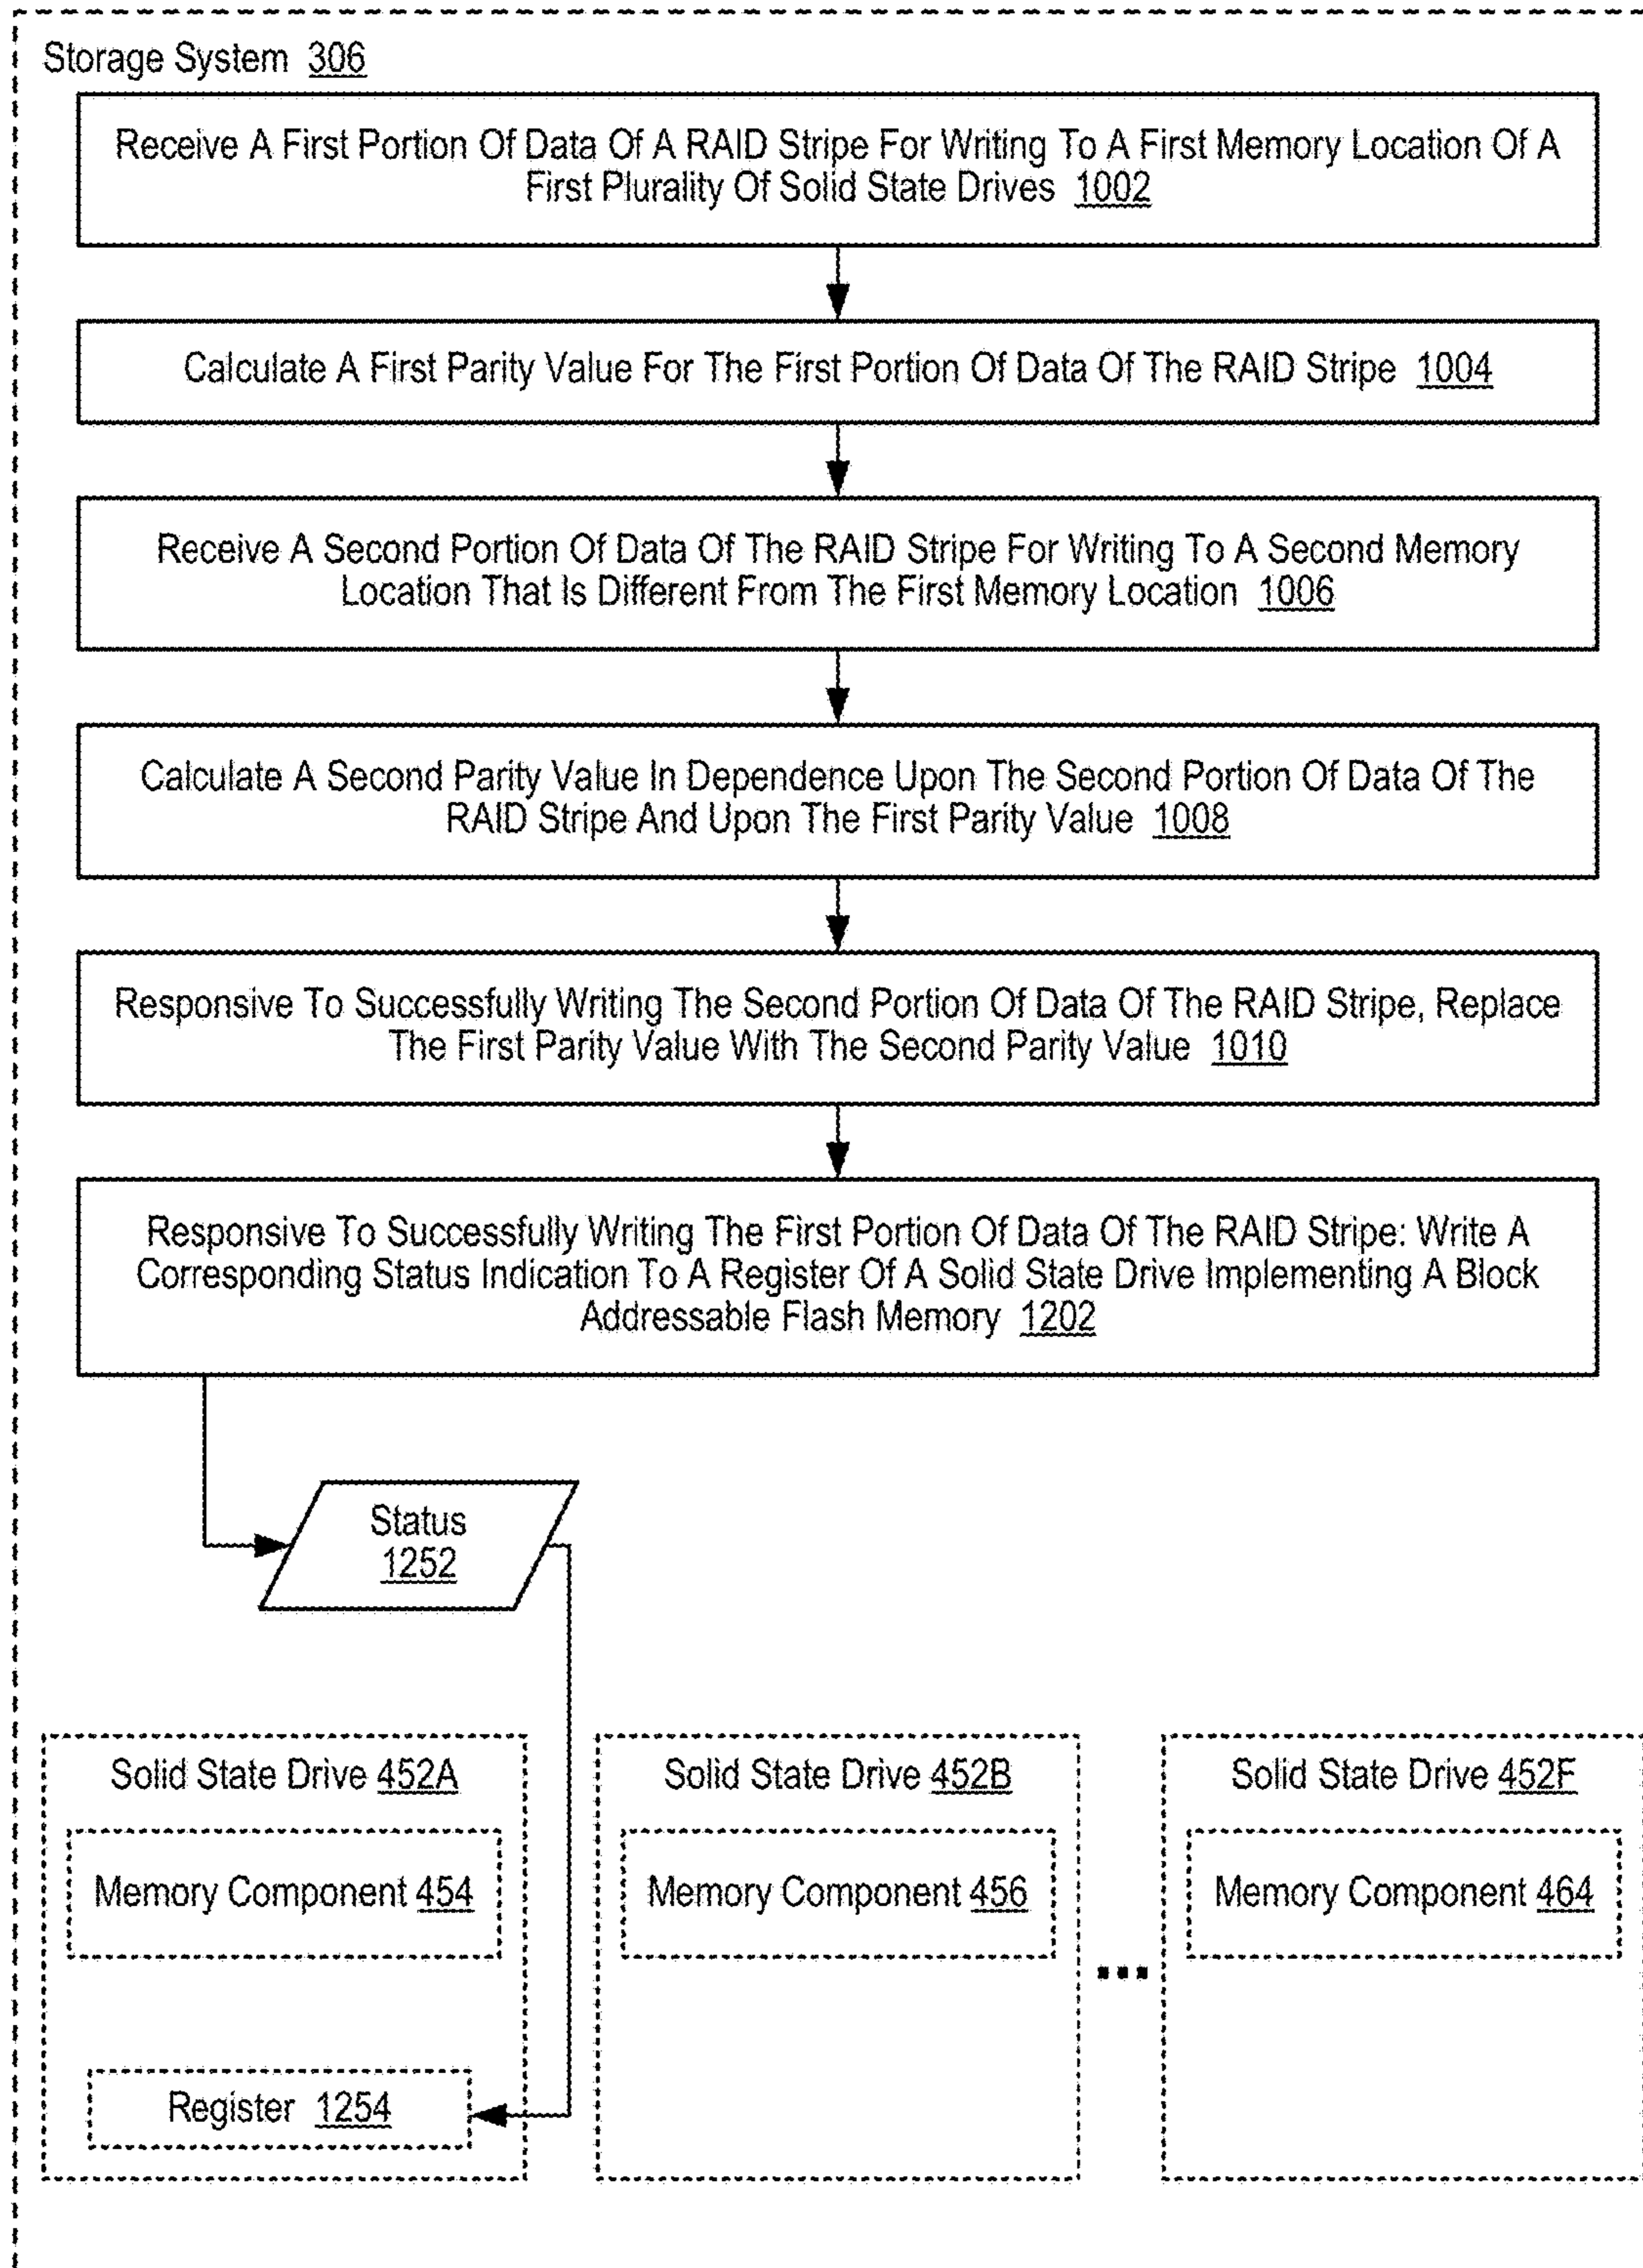 Storage System 306
Receive A First Portion Of Data Of A RAID Stripe For Writing To A First Memory Location Of A
First Plurality Of Solid State Drives 1002
Calculate A First Parity Value For The First Portion Of Data Of The RAID Stripe 1004
Receive A Second Portion Of Data Of The RAID Stripe For Writing To A Second Memory
Location That Is Different From The First Memory Location 1006
Calculate A Second Parity Value In Dependence Upon The Second Portion Of Data Of The
RAID Stripe And Upon The First Parity Value 1008
Responsive To Successfully Writing The Second Portion Of Data Of The RAID Stripe, Replace
The First Parity Value With The Second Parity Value 1010
Responsive To Successfully Writing The First Portion Of Data Of The RAID Stripe: Write A
Corresponding Status Indication To A Register Of A Solid State Drive Implementing A Block
Addressable Flash Memory 1202
Status
1252
Solid State Drive 452A
Memory Component 454
Register 1254
Solid State Drive 452B
Memory Component 456
...
Solid State Drive 452F
Memory Component 464